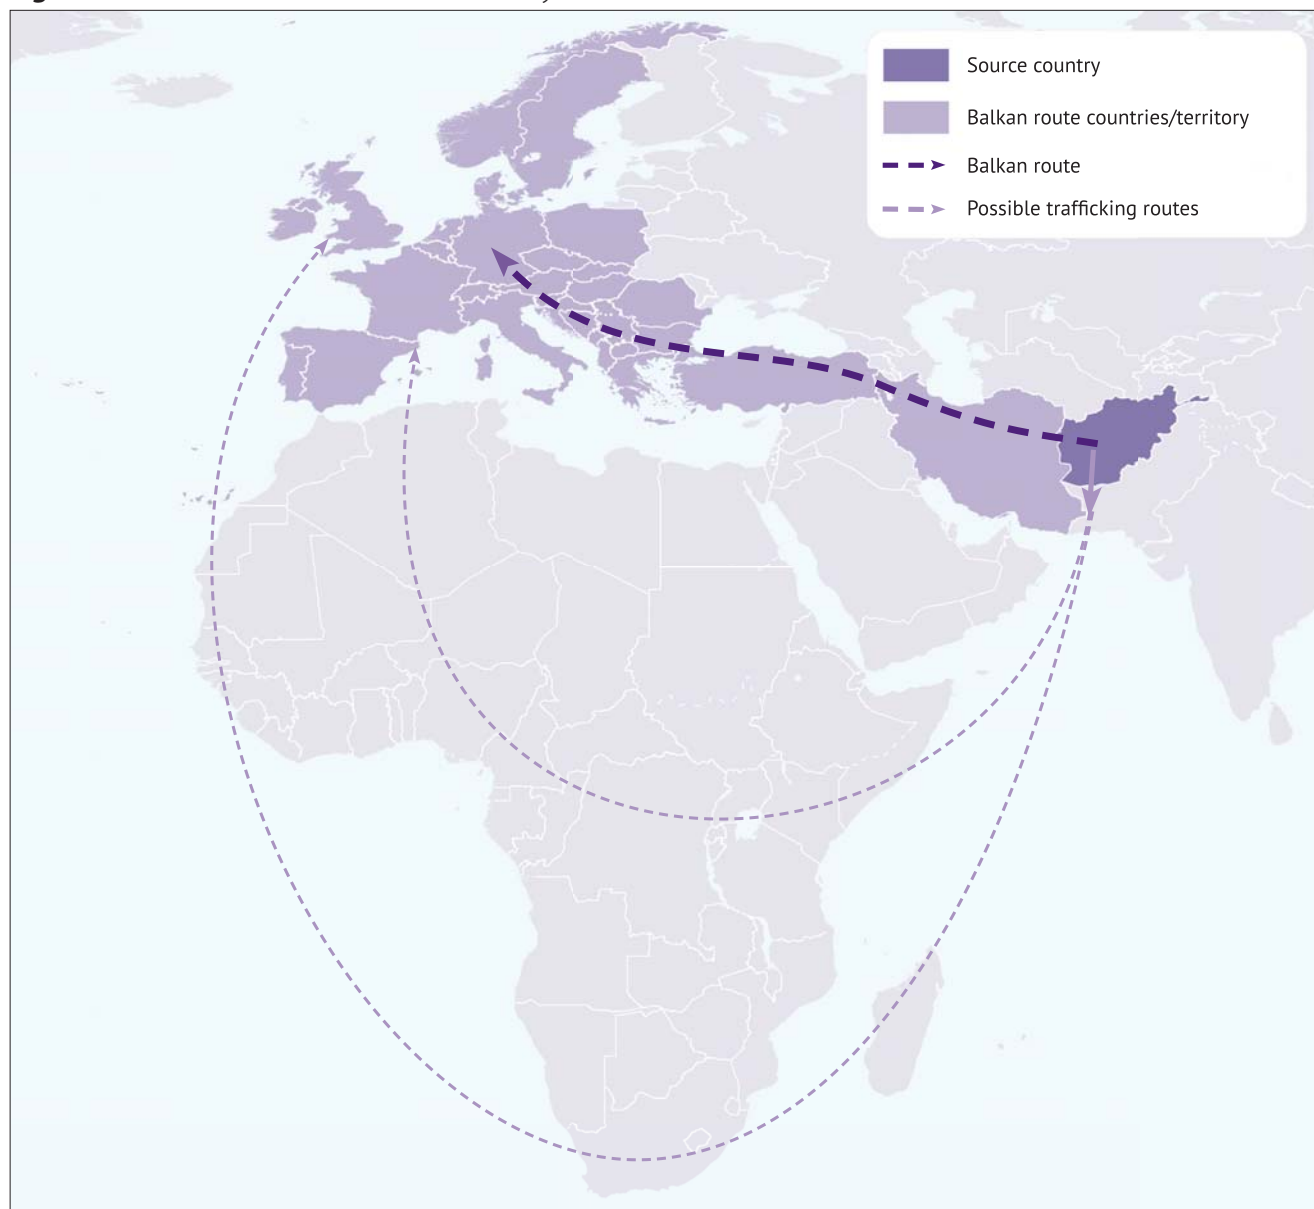 Source country
Balkan route countries/territory
Balkan route
Possible trafficking routes